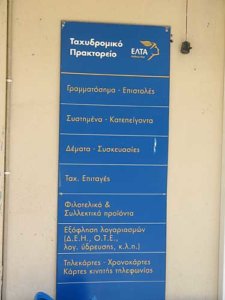 Ταχυδρομικό
Πρακτορείο
ΕΛΤΑ
Γραμματόσημα - Επιστολές
Συστημένα - Κατεπείγοντα
Δέματα - Συσκευασίες
Ταχ. Επιταγές
Φιλοτελικά &
Συλλεκτικά προϊόντα
Εξόφληση λογαριασμών
(Δ.Ε.Η., Ο.Τ.Ε.,
λογ. ύδρευσης, κ.λ.π.)
Τηλεκάρτες - Χρονοκάρτες
Κάρτες κινητής τηλεφωνίας